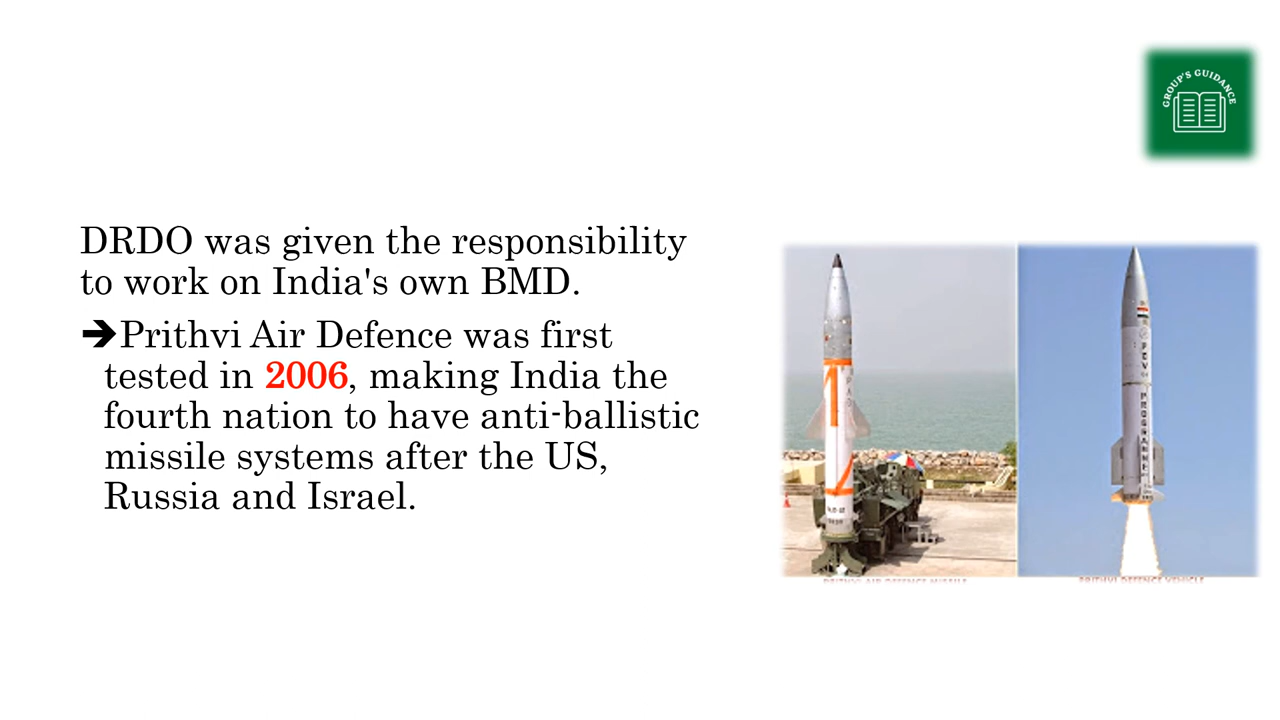 GROUP'S GUIDANCE
DRDO was given the responsibility
to work on India's own BMD.
➔Prithvi Air Defence was first
tested in 2006, making India the
fourth nation to have anti-ballistic
missile systems after the US,
Russia and Israel.
PDV
PROGRAMME